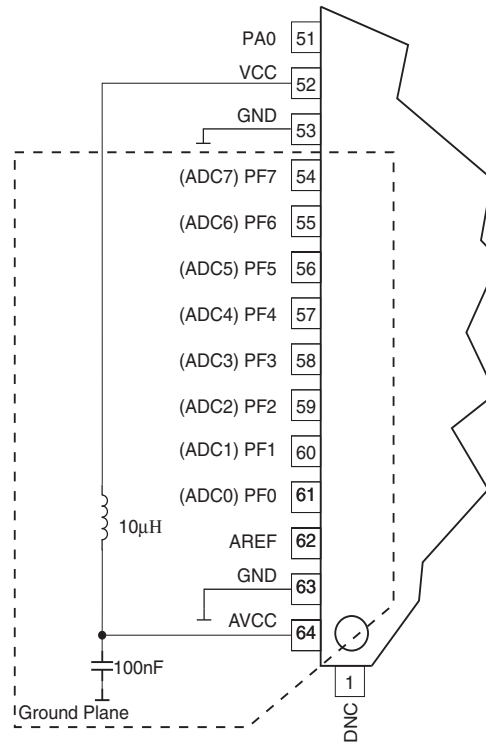 PA0 51
VCC 52
GND 53
(ADC7) PF7 54
(ADC6) PF6 55
(ADC5) PF5 56
(ADC4) PF4 57
(ADC3) PF3 58
(ADC2) PF2 59
(ADC1) PF1 60
(ADC0) PF0 61
10μH
AREF 62
GND 63
AVCC 64
100nF
1
Ground Plane
DNC